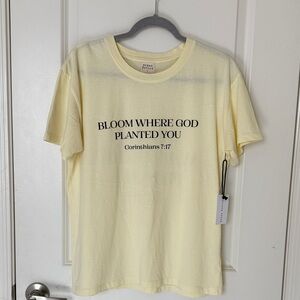 BLOOM WHERE GOD
PLANTED YOU
Corinthians 7:17